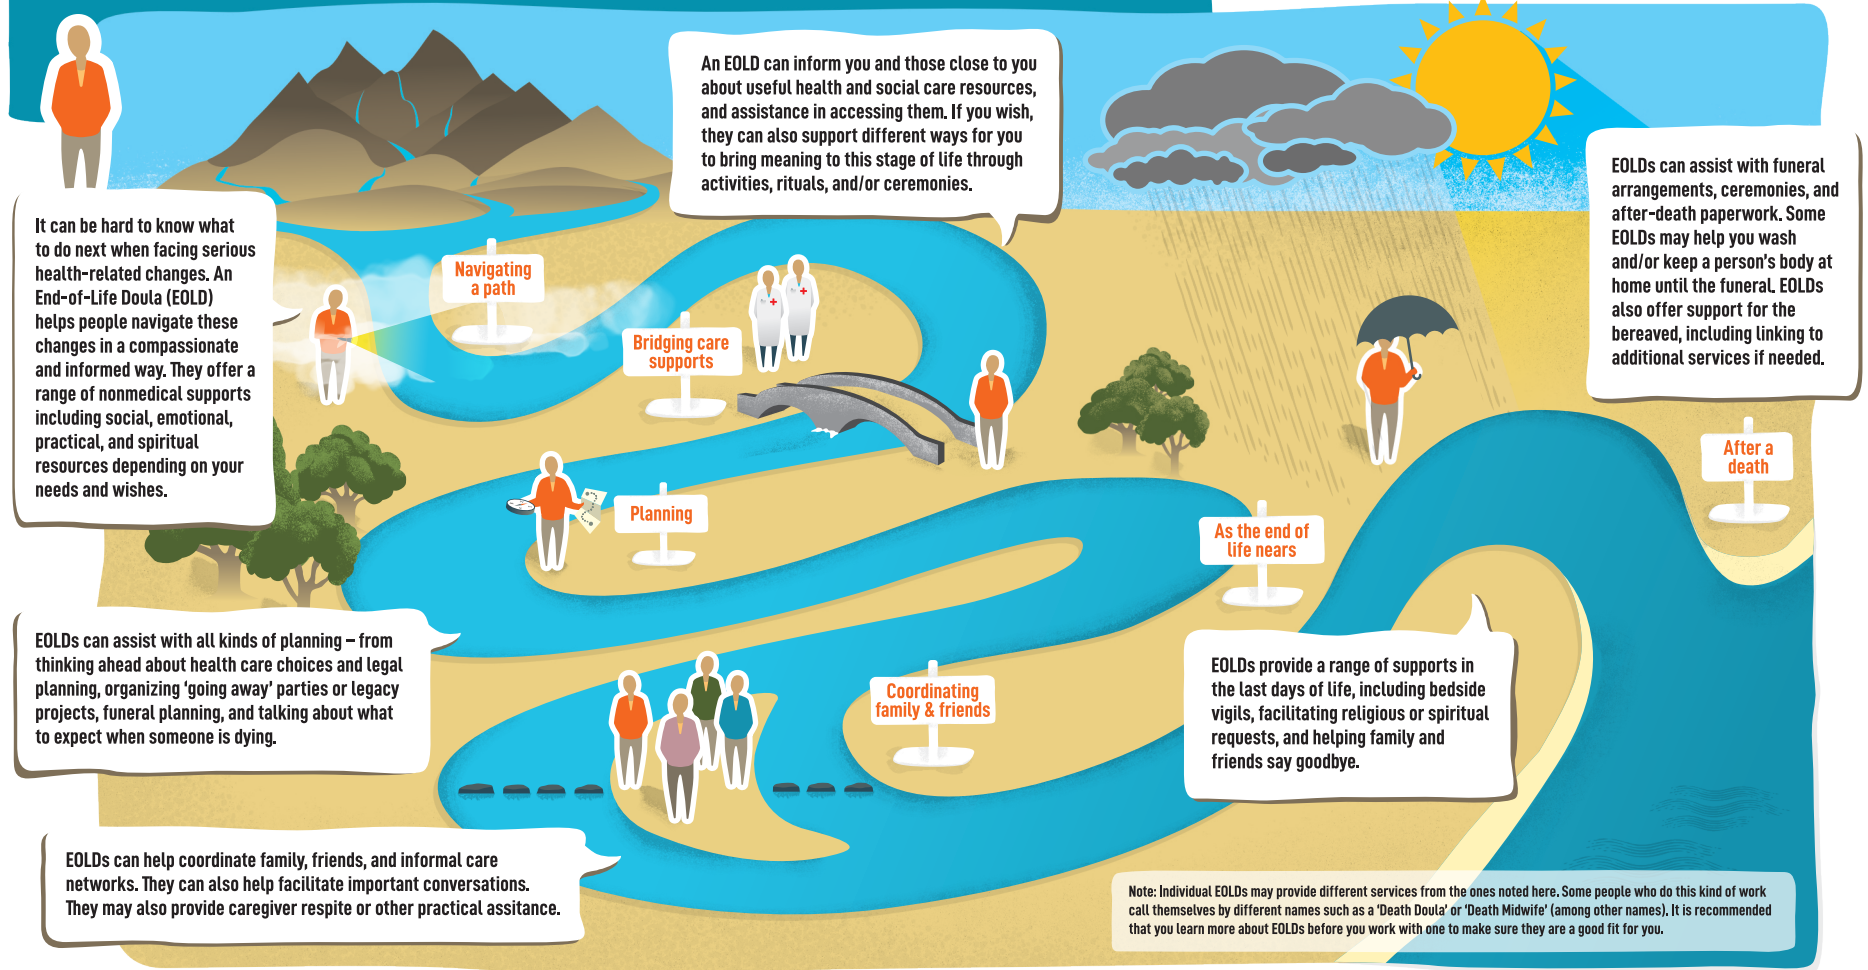 It can be hard to know what
to do next when facing serious
health-related changes. An
End-of-Life Doula (EOLD)
helps people navigate these
changes in a compassionate
and informed way. They offer a
range of nonmedical supports
including social, emotional,
practical, and spiritual
resources depending on your
needs and wishes.
Navigating
a path
An EOLD can inform you and those close to you
about useful health and social care resources,
and assistance in accessing them. If you wish,
they can also support different ways for you
to bring meaning to this stage of life through
activities, rituals, and/or ceremonies.
Bridging care
supports
Planning
EOLDs can assist with all kinds of planning – from
thinking ahead about health care choices and legal
planning, organizing ‘going away’ parties or legacy
projects, funeral planning, and talking about what
to expect when someone is dying.
Coordinating
family & friends
EOLDs can help coordinate family, friends, and informal care
networks. They can also help facilitate important conversations.
They may also provide caregiver respite or other practical assitance.
As the end of
life nears
EOLDs provide a range of supports in
the last days of life, including bedside
vigils, facilitating religious or spiritual
requests, and helping family and
friends say goodbye.
After a
death
EOLDs can assist with funeral
arrangements, ceremonies, and
after-death paperwork. Some
EOLDs may help you wash
and/or keep a person’s body at
home until the funeral. EOLDs
also offer support for the
bereaved, including linking to
additional services if needed.
Note: Individual EOLDs may provide different services from the ones noted here. Some people who do this kind of work
call themselves by different names such as a ‘Death Doula’ or ‘Death Midwife’ (among other names). It is recommended
that you learn more about EOLDs before you work with one to make sure they are a good fit for you.